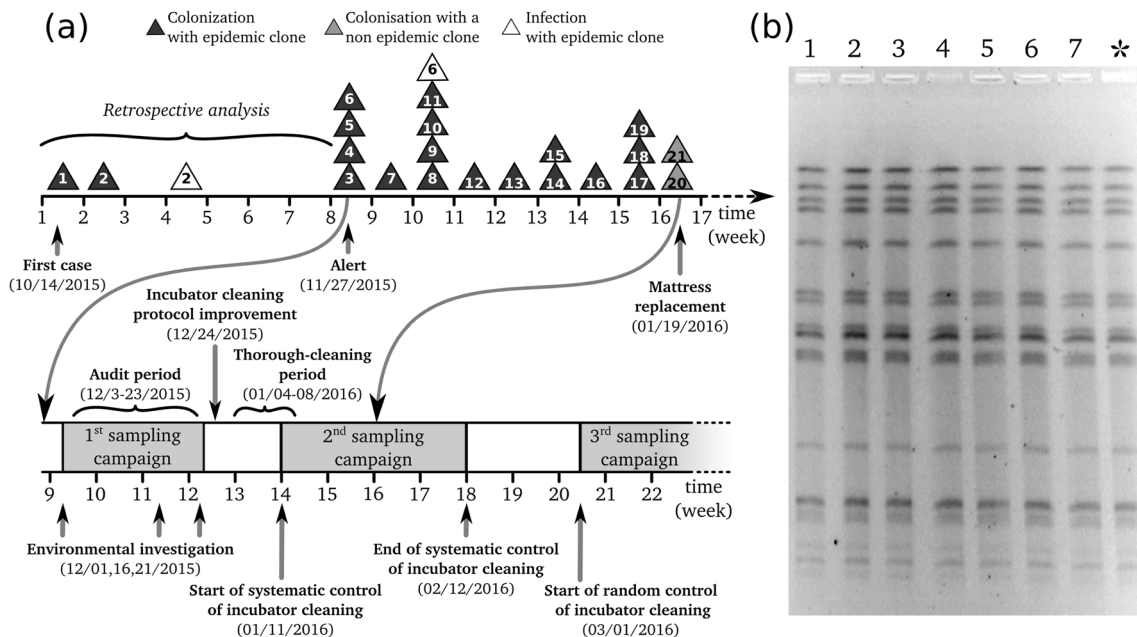 (a)
Colonization
with epidemic clone
Colonisation with a
non epidemic clone
Infection
with epidemic clone
Retrospective analysis
6
6
11
5
10
19
4
9
15
18
21
1
2
2
3
7
8
12
13
14
16
17
20
1 2 3 4 5 6 7 8 9 10 11 12 13 14 15 16 17
time
(week)
First case
(10/14/2015)
Alert
(11/27/2015)
Mattress
replacement
(01/19/2016)
Incubator cleaning
protocol improvement
(12/24/2015)
Audit period
(12/3-23/2015)
Thorough-cleaning
period
(01/04-08/2016)
1st sampling
campaign
2nd sampling
campaign
3rd sampling
campaign
9 10 11 12 13 14 15 16 17 18 19 20 21 22
time
(week)
Environmental investigation
(12/01,16,21/2015)
Start of systematic control
of incubator cleaning
(01/11/2016)
End of systematic control
of incubator cleaning
(02/12/2016)
Start of random control
of incubator cleaning
(03/01/2016)
(b)
1 2 3 4 5 6 7 *